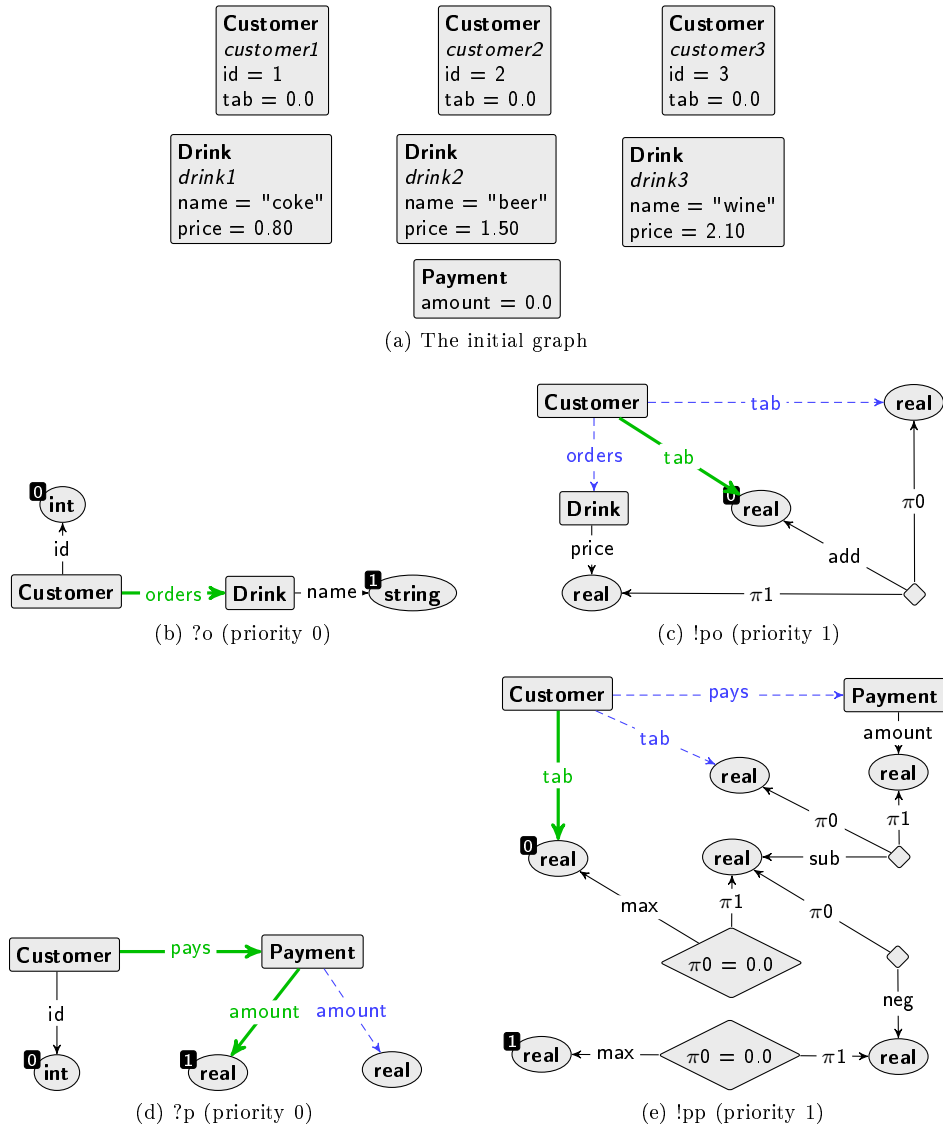 Customer
customer1
id = 1
tab = 0.0
Customer
customer2
id = 2
tab = 0.0
Customer
customer3
id = 3
tab = 0.0
Drink
drink1
name = "coke"
price = 0.80
Drink
drink2
name = "beer"
price = 1.50
Drink
drink3
name = "wine"
price = 2.10
Payment
amount = 0.0
(a) The initial graph
0
int
id
Customer
orders
Drink
name
1
string
(b) ?o (priority 0)
Customer
tab
real
orders
tab
π0
Drink
0
real
price
add
real
π1
(c) !po (priority 1)
Customer
pays
Payment
id
amount
amount
0
int
1
real
real
(d) ?p (priority 0)
Customer
pays
Payment
tab
amount
tab
real
real
π0
π1
0
real
real
sub
max
π1
π0
π0 = 0.0
neg
1
real
max
π0 = 0.0
π1
real
(e) !pp (priority 1)